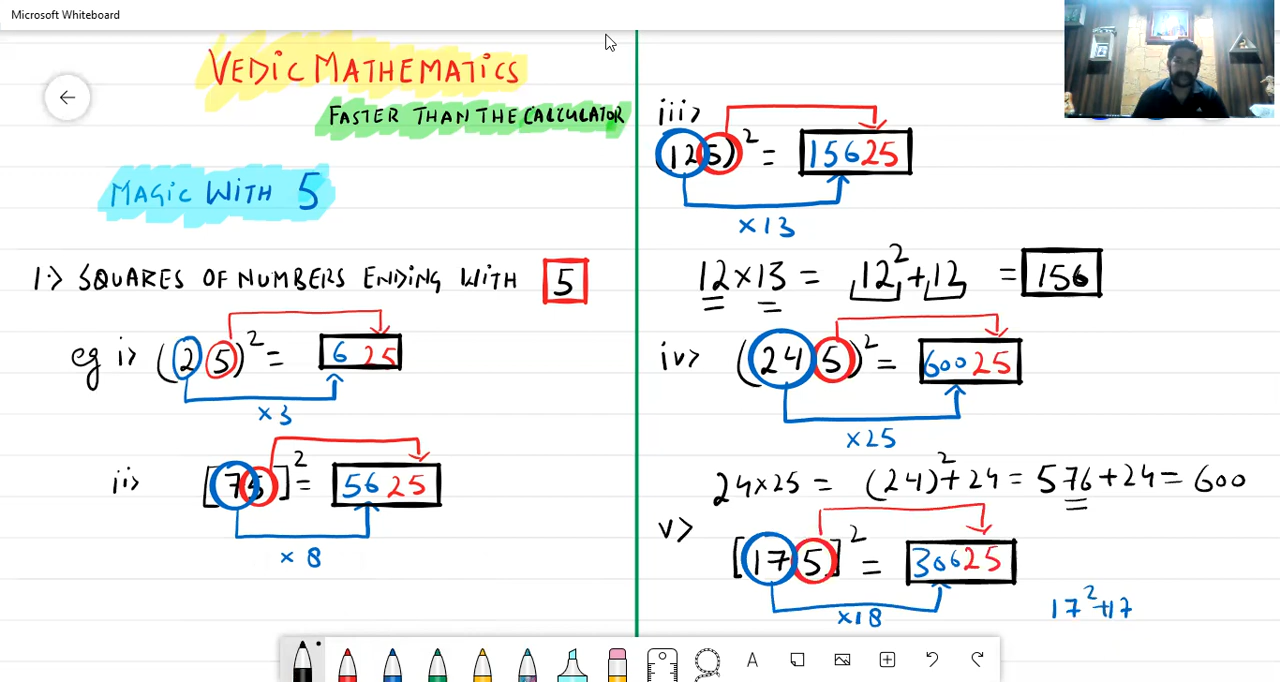 Microsoft Whiteboard
VEDIC MATHEMATICS
FASTER THAN THE CALCULATOR
MAGIC WITH 5
1:> SQUARES OF NUMBERS ENDING WITH 5
eg i> (25)² = 625
×3
ii> [75]² = 5625
× 8
iii>
(125)² = 15625
×13
12×13 = 12²+12 = 156
iv> (245)² = 60025
×25
24×25 = (24)²+24 = 576+24 = 600
v> [175]² = 30625
×18
17²+17
A